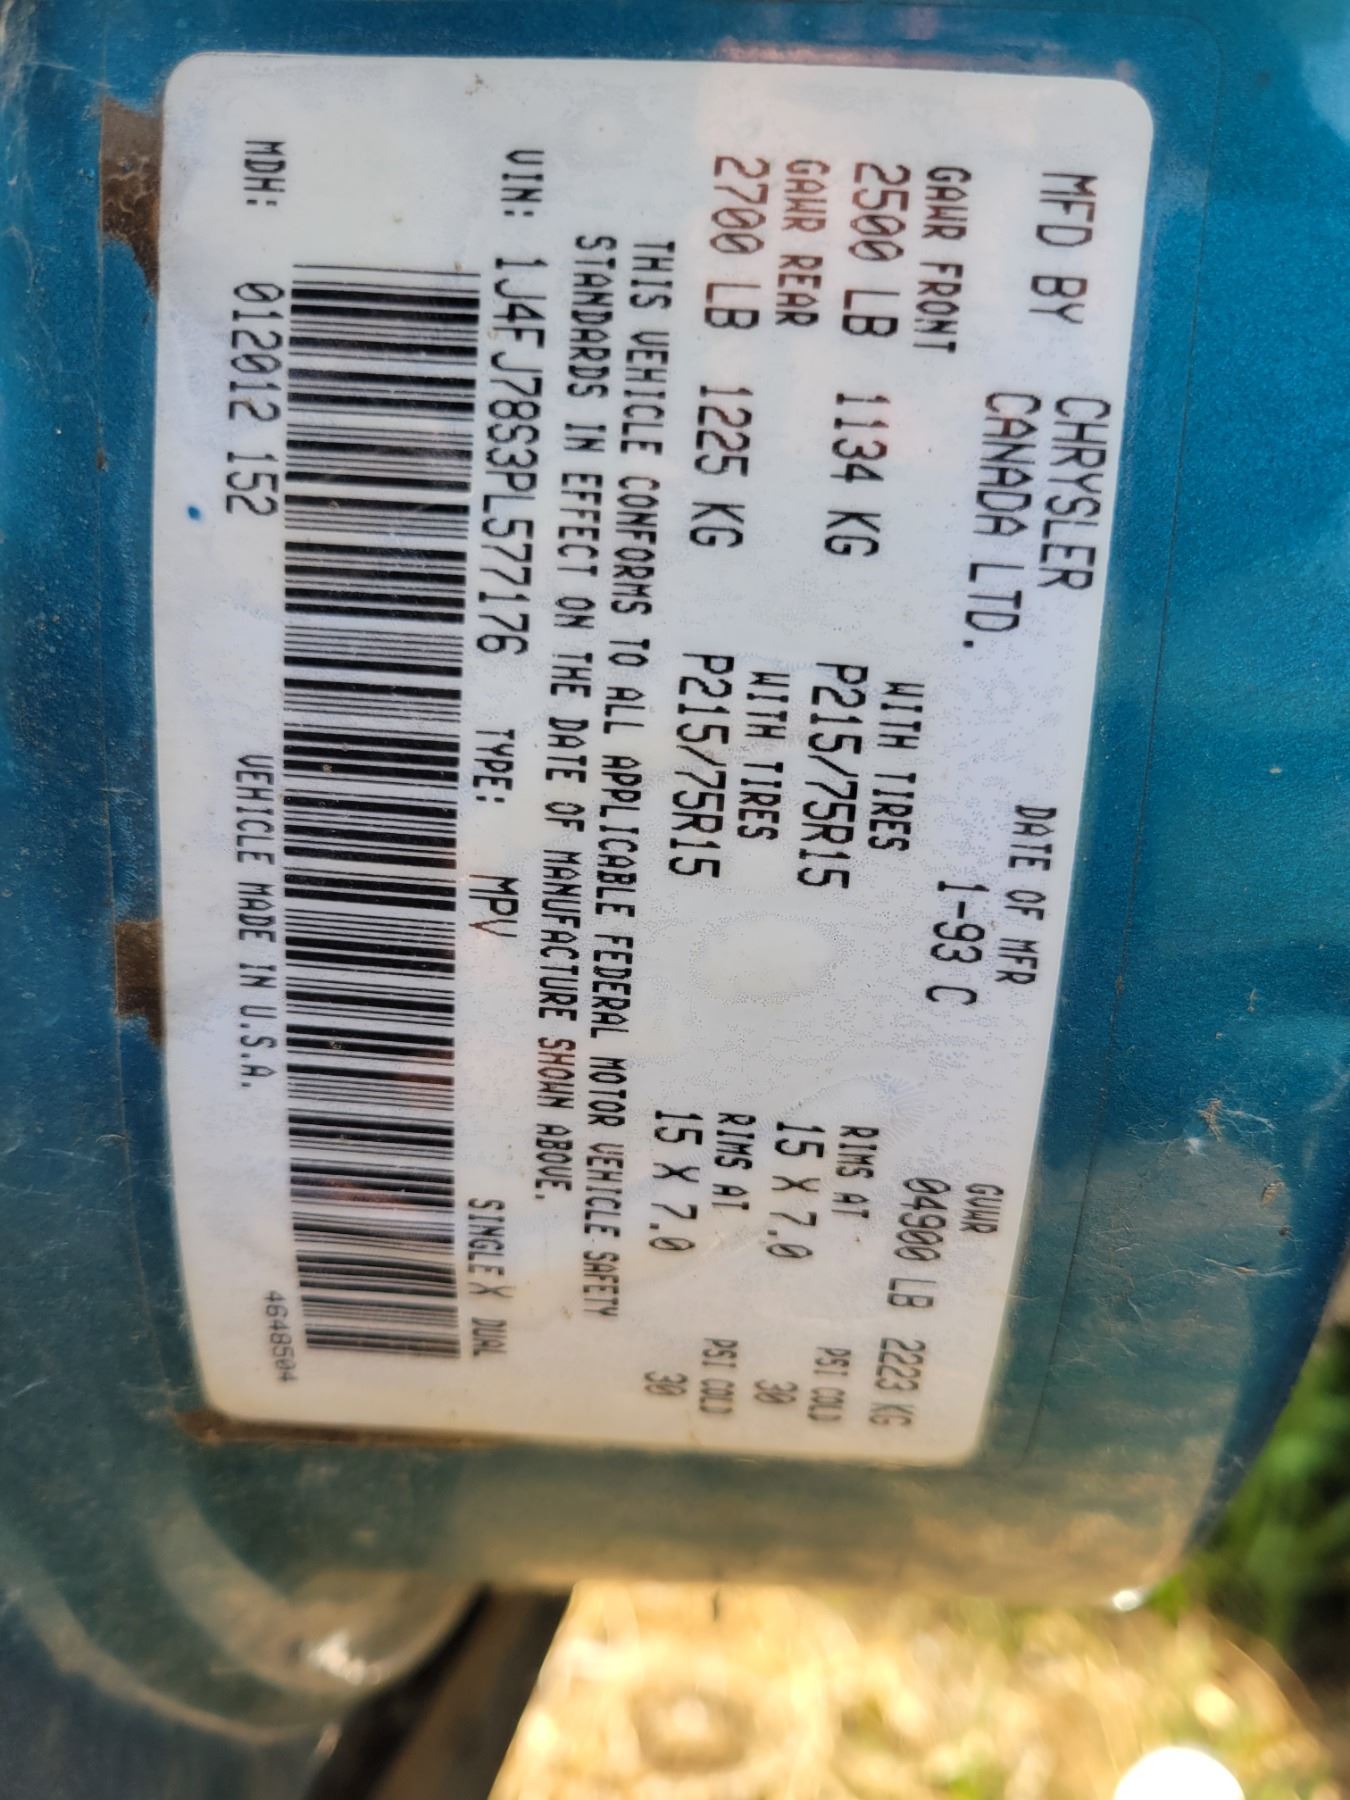 MFD BY CHRYSLER
CANADA LTD.
DATE OF MFR
1-93 C
GVWR
04900 LB 2223 KG
GAWR FRONT WITH TIRES RIMS AT PSI COLD
2500 LB 1134 KG P215/75R15 15 X 7.0 30
GAWR REAR WITH TIRES RIMS AT PSI COLD
2700 LB 1225 KG P215/75R15 15 X 7.0 30
THIS VEHICLE CONFORMS TO ALL APPLICABLE FEDERAL MOTOR VEHICLE SAFETY
STANDARDS IN EFFECT ON THE DATE OF MANUFACTURE SHOWN ABOVE.
VIN: 1J4FJ78S3PL577176 TYPE: MPV SINGLE X DUAL
MDH: 012012 152 VEHICLE MADE IN U.S.A. 4648504